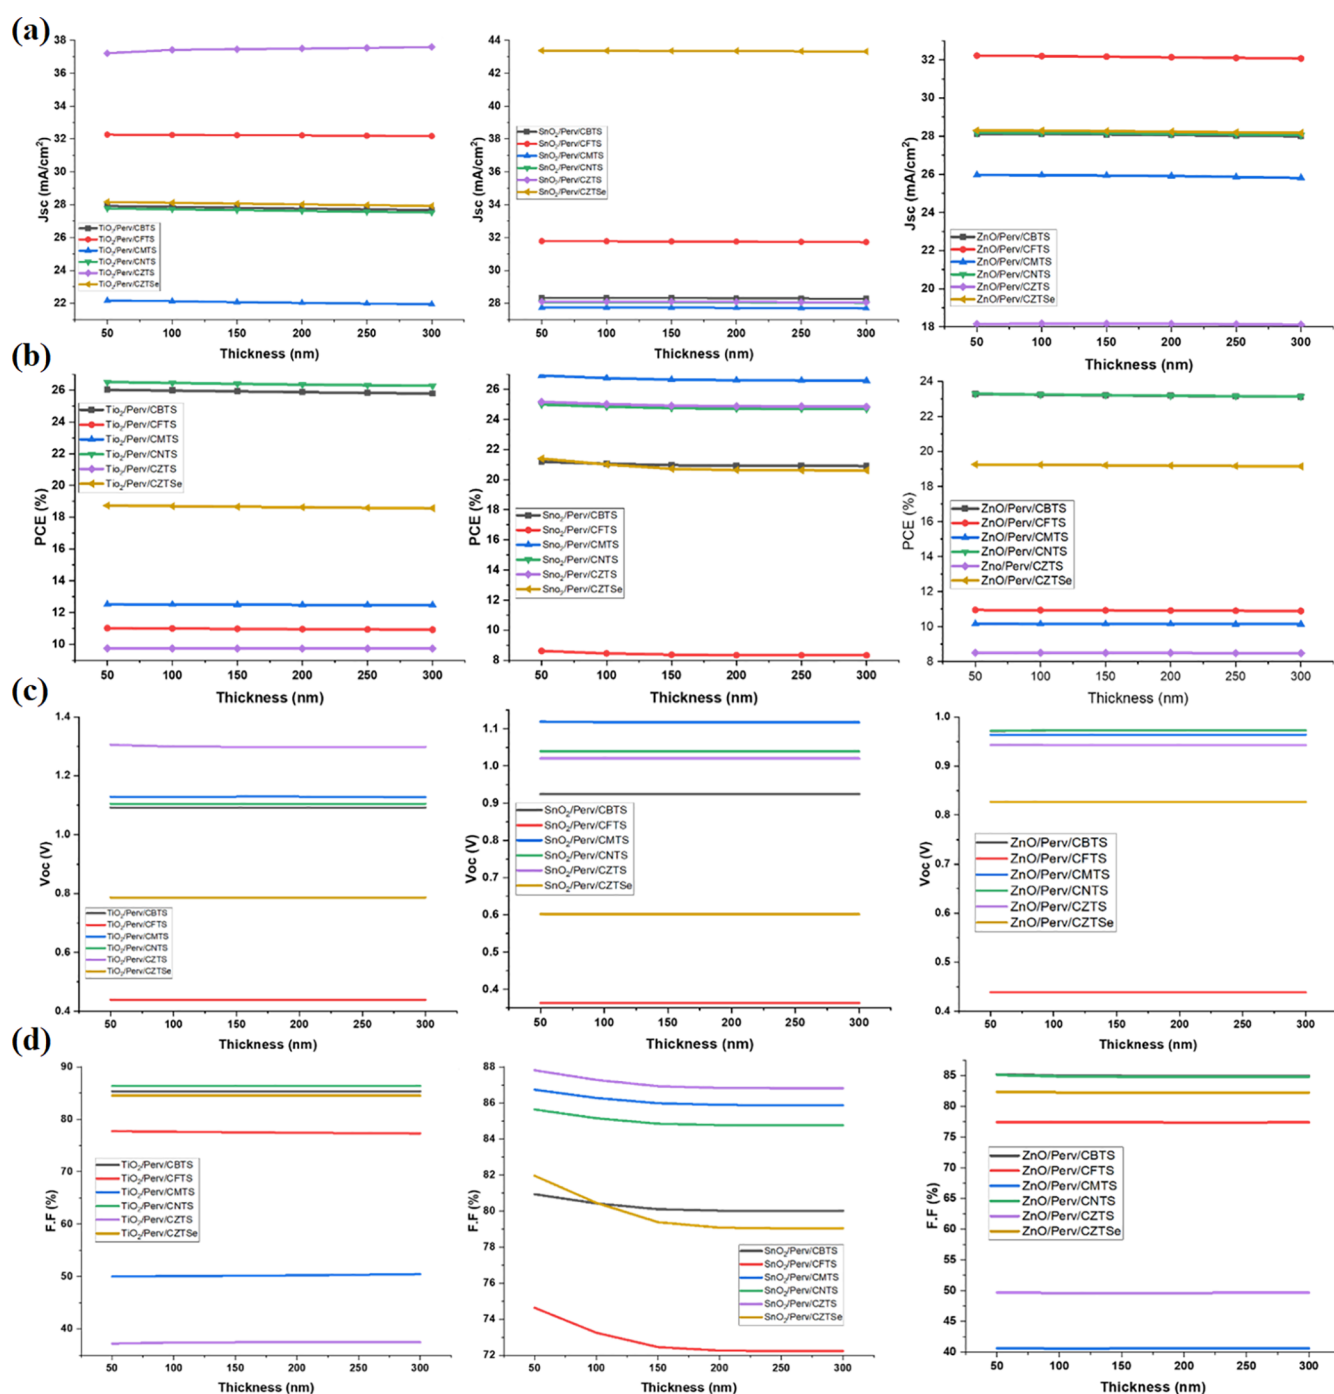 (a)
38
36
34
32
30
28
26
24
22
Jsc (mA/cm²)
TiO₂/Perv/CBTS
TiO₂/Perv/CFTS
TiO₂/Perv/CMTS
TiO₂/Perv/CNTS
TiO₂/Perv/CZTS
TiO₂/Perv/CZTSe
50 100 150 200 250 300
Thickness (nm)
44
42
40
38
36
34
32
30
28
Jsc (mA/cm²)
SnO₂/Perv/CBTS
SnO₂/Perv/CFTS
SnO₂/Perv/CMTS
SnO₂/Perv/CNTS
SnO₂/Perv/CZTS
SnO₂/Perv/CZTSe
50 100 150 200 250 300
Thickness (nm)
32
30
28
26
24
22
20
18
Jsc (mA/cm²)
ZnO/Perv/CBTS
ZnO/Perv/CFTS
ZnO/Perv/CMTS
ZnO/Perv/CNTS
ZnO/Perv/CZTS
ZnO/Perv/CZTSe
50 100 150 200 250 300
Thickness (nm)
(b)
26
24
22
20
18
16
14
12
10
PCE (%)
Tio₂/Perv/CBTS
Tio₂/Perv/CFTS
Tio₂/Perv/CMTS
Tio₂/Perv/CNTS
Tio₂/Perv/CZTS
Tio₂/Perv/CZTSe
50 100 150 200 250 300
Thickness (nm)
26
24
22
20
18
16
14
12
10
8
PCE (%)
Sno₂/Perv/CBTS
Sno₂/Perv/CFTS
Sno₂/Perv/CMTS
Sno₂/Perv/CNTS
Sno₂/Perv/CZTS
Sno₂/Perv/CZTSe
50 100 150 200 250 300
Thickness (nm)
24
22
20
18
16
14
12
10
8
PCE (%)
ZnO/Perv/CBTS
ZnO/Perv/CFTS
ZnO/Perv/CMTS
ZnO/Perv/CNTS
Zno/Perv/CZTS
ZnO/Perv/CZTSe
50 100 150 200 250 300
Thickness (nm)
(c)
1.4
1.2
1.0
0.8
0.6
0.4
Voc (V)
TiO₂/Perv/CBTS
TiO₂/Perv/CFTS
TiO₂/Perv/CMTS
TiO₂/Perv/CNTS
TiO₂/Perv/CZTS
TiO₂/Perv/CZTSe
50 100 150 200 250 300
Thickness (nm)
1.1
1.0
0.9
0.8
0.7
0.6
0.5
0.4
Voc (V)
SnO₂/Perv/CBTS
SnO₂/Perv/CFTS
SnO₂/Perv/CMTS
SnO₂/Perv/CNTS
SnO₂/Perv/CZTS
SnO₂/Perv/CZTSe
50 100 150 200 250 300
Thickness (nm)
1.0
0.9
0.8
0.7
0.6
0.5
0.4
Voc (V)
ZnO/Perv/CBTS
ZnO/Perv/CFTS
ZnO/Perv/CMTS
ZnO/Perv/CNTS
ZnO/Perv/CZTS
ZnO/Perv/CZTSe
50 100 150 200 250 300
Thickness (nm)
(d)
90
80
70
60
50
40
F.F (%)
TiO₂/Perv/CBTS
TiO₂/Perv/CFTS
TiO₂/Perv/CMTS
TiO₂/Perv/CNTS
TiO₂/Perv/CZTS
TiO₂/Perv/CZTSe
50 100 150 200 250 300
Thickness (nm)
88
86
84
82
80
78
76
74
72
F.F (%)
SnO₂/Perv/CBTS
SnO₂/Perv/CFTS
SnO₂/Perv/CMTS
SnO₂/Perv/CNTS
SnO₂/Perv/CZTS
SnO₂/Perv/CZTSe
50 100 150 200 250 300
Thickness (nm)
85
80
75
70
65
60
55
50
45
40
F.F (%)
ZnO/Perv/CBTS
ZnO/Perv/CFTS
ZnO/Perv/CMTS
ZnO/Perv/CNTS
ZnO/Perv/CZTS
ZnO/Perv/CZTSe
50 100 150 200 250 300
Thickness (nm)